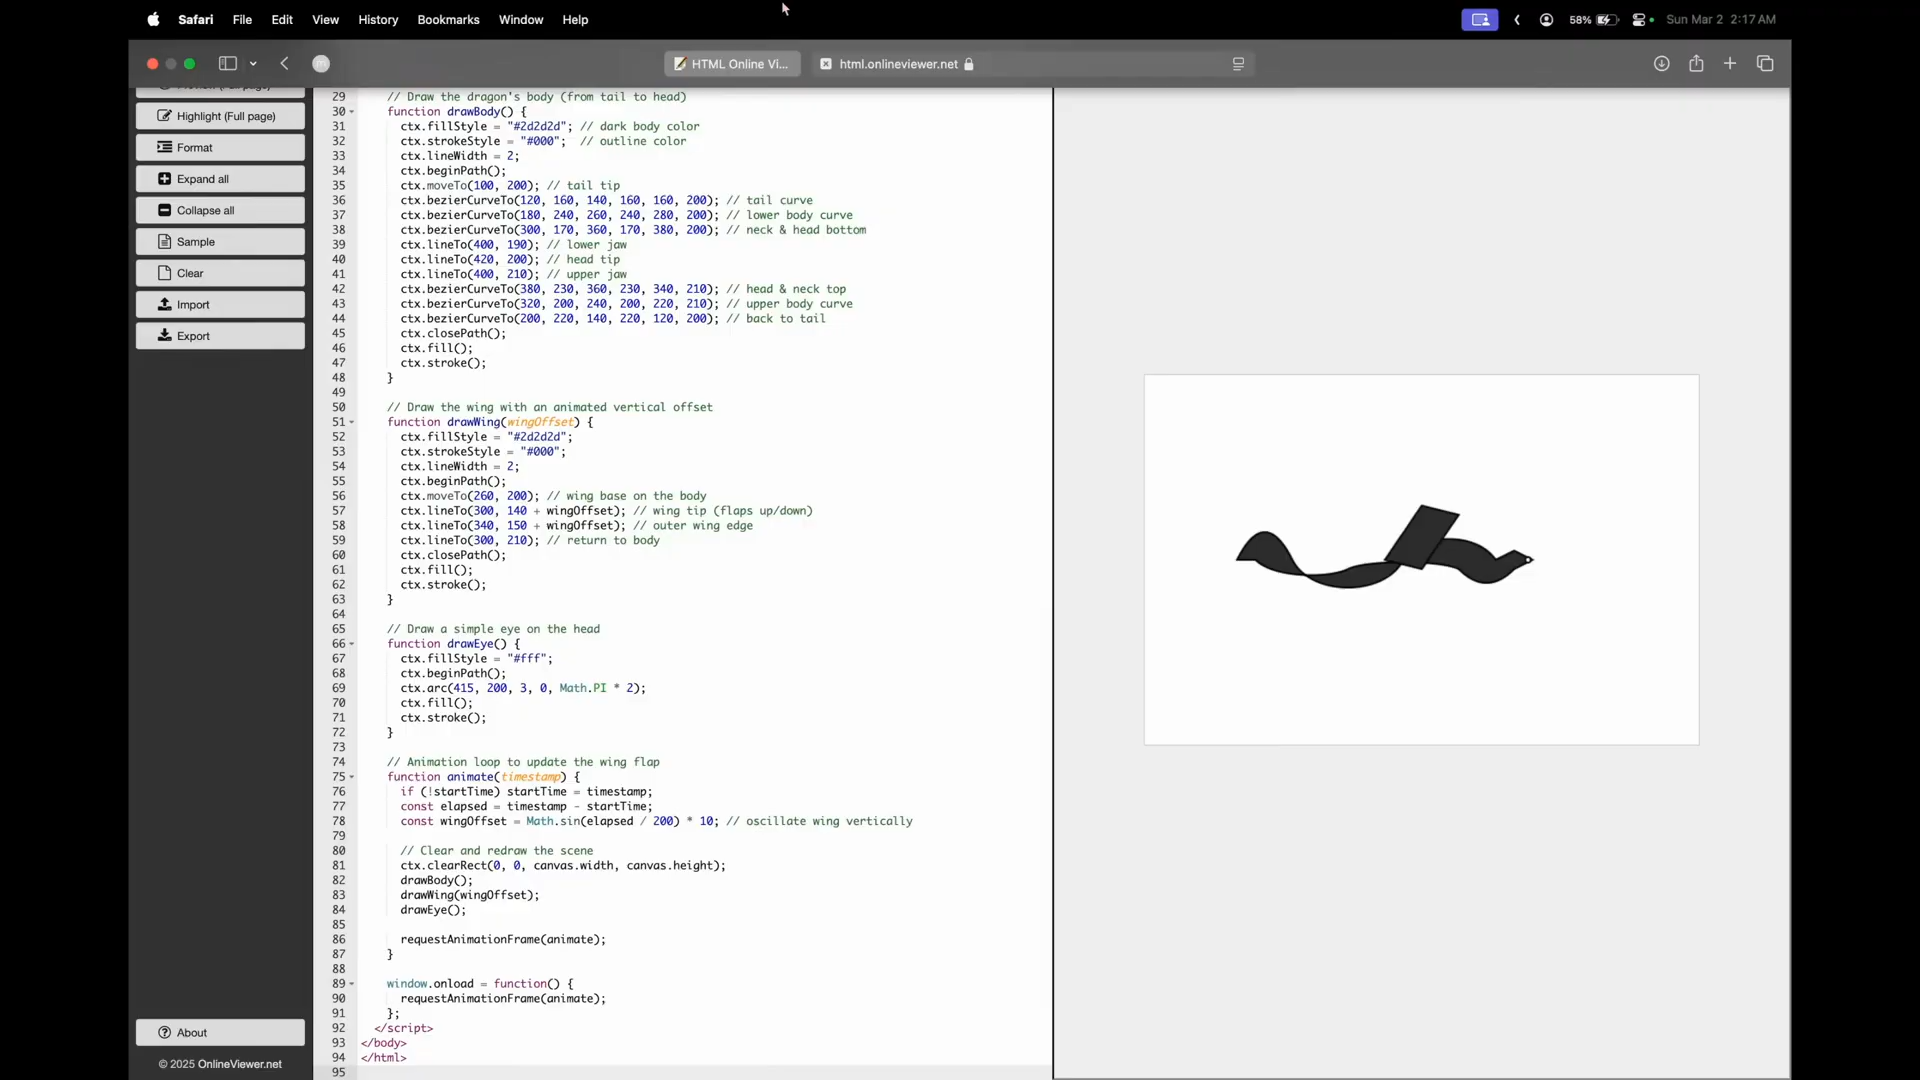 Safari File Edit View History Bookmarks Window Help
58%
Sun Mar 2 2:17 AM
HTML Online Vi...
html.onlineviewer.net
Highlight (Full page)
Format
Expand all
Collapse all
Sample
Clear
Import
Export
About
© 2025 OnlineViewer.net
29 // Draw the dragon's body (from tail to head)
30 function drawBody() {
31 ctx.fillStyle = "#2d2d2d"; // dark body color
32 ctx.strokeStyle = "#000"; // outline color
33 ctx.lineWidth = 2;
34 ctx.beginPath();
35 ctx.moveTo(100, 200); // tail tip
36 ctx.bezierCurveTo(120, 160, 140, 160, 160, 200); // tail curve
37 ctx.bezierCurveTo(180, 240, 260, 240, 280, 200); // lower body curve
38 ctx.bezierCurveTo(300, 170, 360, 170, 380, 200); // neck & head bottom
39 ctx.lineTo(400, 190); // lower jaw
40 ctx.lineTo(420, 200); // head tip
41 ctx.lineTo(400, 210); // upper jaw
42 ctx.bezierCurveTo(380, 230, 360, 230, 340, 210); // head & neck top
43 ctx.bezierCurveTo(320, 200, 240, 200, 220, 210); // upper body curve
44 ctx.bezierCurveTo(200, 220, 140, 220, 120, 200); // back to tail
45 ctx.closePath();
46 ctx.fill();
47 ctx.stroke();
48 }
49
50 // Draw the wing with an animated vertical offset
51 function drawWing(wingOffset) {
52 ctx.fillStyle = "#2d2d2d";
53 ctx.strokeStyle = "#000";
54 ctx.lineWidth = 2;
55 ctx.beginPath();
56 ctx.moveTo(260, 200); // wing base on the body
57 ctx.lineTo(300, 140 + wingOffset); // wing tip (flaps up/down)
58 ctx.lineTo(340, 150 + wingOffset); // outer wing edge
59 ctx.lineTo(300, 210); // return to body
60 ctx.closePath();
61 ctx.fill();
62 ctx.stroke();
63 }
64
65 // Draw a simple eye on the head
66 function drawEye() {
67 ctx.fillStyle = "#fff";
68 ctx.beginPath();
69 ctx.arc(415, 200, 3, 0, Math.PI * 2);
70 ctx.fill();
71 ctx.stroke();
72 }
73
74 // Animation loop to update the wing flap
75 function animate(timestamp) {
76 if (!startTime) startTime = timestamp;
77 const elapsed = timestamp - startTime;
78 const wingOffset = Math.sin(elapsed / 200) * 10; // oscillate wing vertically
79
80 // Clear and redraw the scene
81 ctx.clearRect(0, 0, canvas.width, canvas.height);
82 drawBody();
83 drawWing(wingOffset);
84 drawEye();
85
86 requestAnimationFrame(animate);
87 }
88
89 window.onload = function() {
90 requestAnimationFrame(animate);
91 };
92 </script>
93 </body>
94 </html>
95